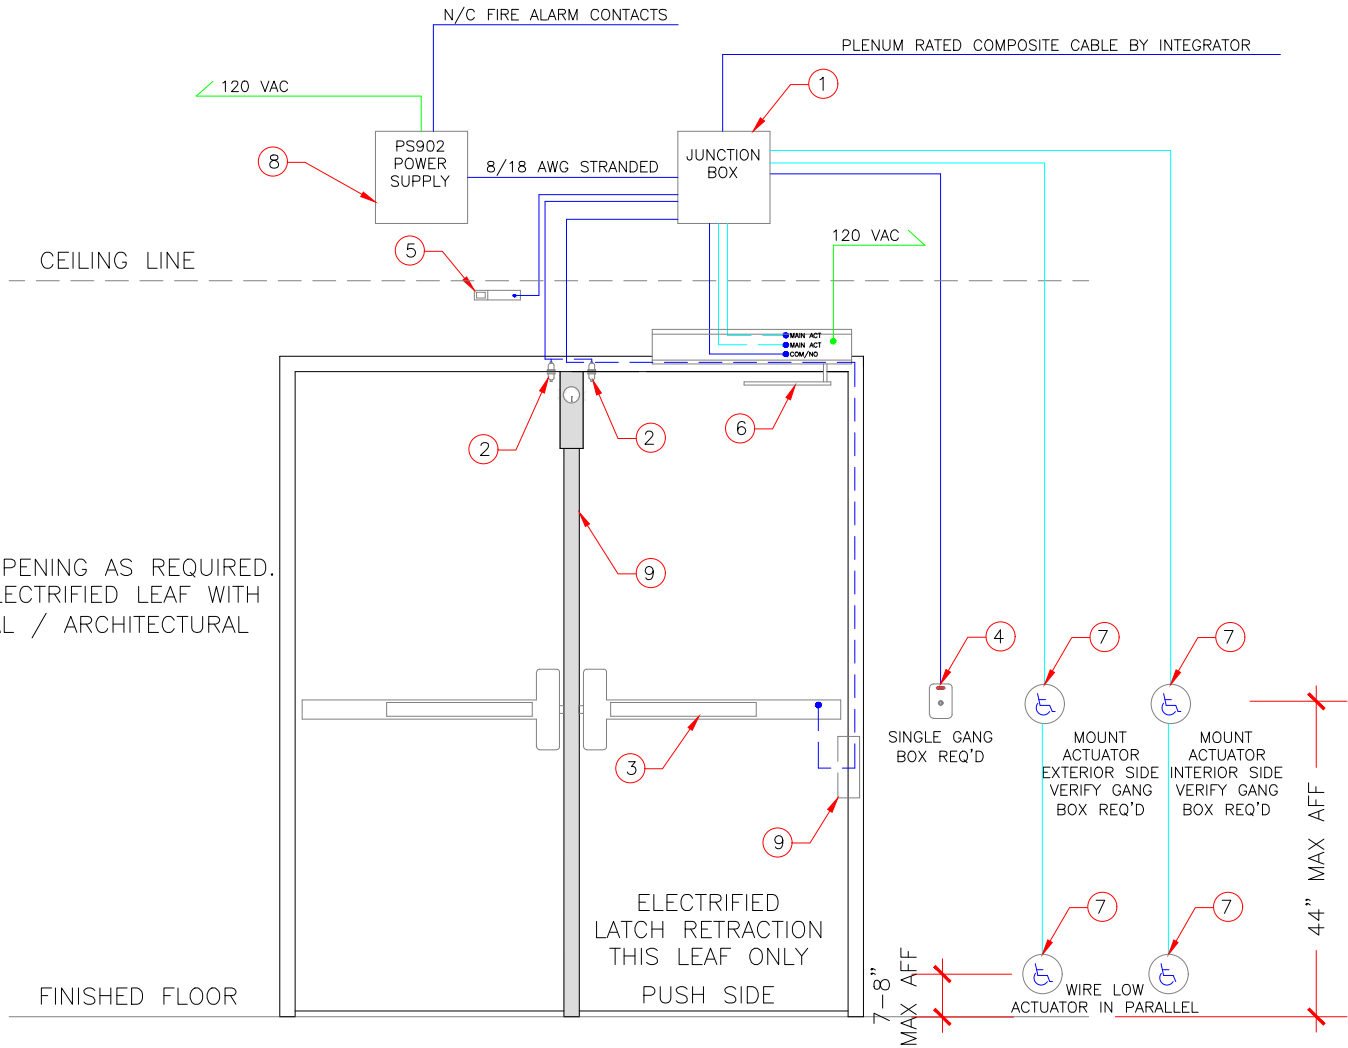 N/C FIRE ALARM CONTACTS
PLENUM RATED COMPOSITE CABLE BY INTEGRATOR
120 VAC
1
PS902
POWER
SUPPLY
8
8/18 AWG STRANDED
JUNCTION
BOX
5
120 VAC
CEILING LINE
MAIN ACT
MAIN ACT
COM/NO
2
2
6
9
PENING AS REQUIRED.
LECTRIFIED LEAF WITH
AL / ARCHITECTURAL
4
7
7
SINGLE GANG
BOX REQ'D
MOUNT
ACTUATOR
EXTERIOR SIDE
VERIFY GANG
BOX REQ'D
MOUNT
ACTUATOR
INTERIOR SIDE
VERIFY GANG
BOX REQ'D
3
9
44" MAX AFF
ELECTRIFIED
LATCH RETRACTION
THIS LEAF ONLY
PUSH SIDE
7
7
7-8"
MAX AFF
WIRE LOW
ACTUATOR IN PARALLEL
FINISHED FLOOR